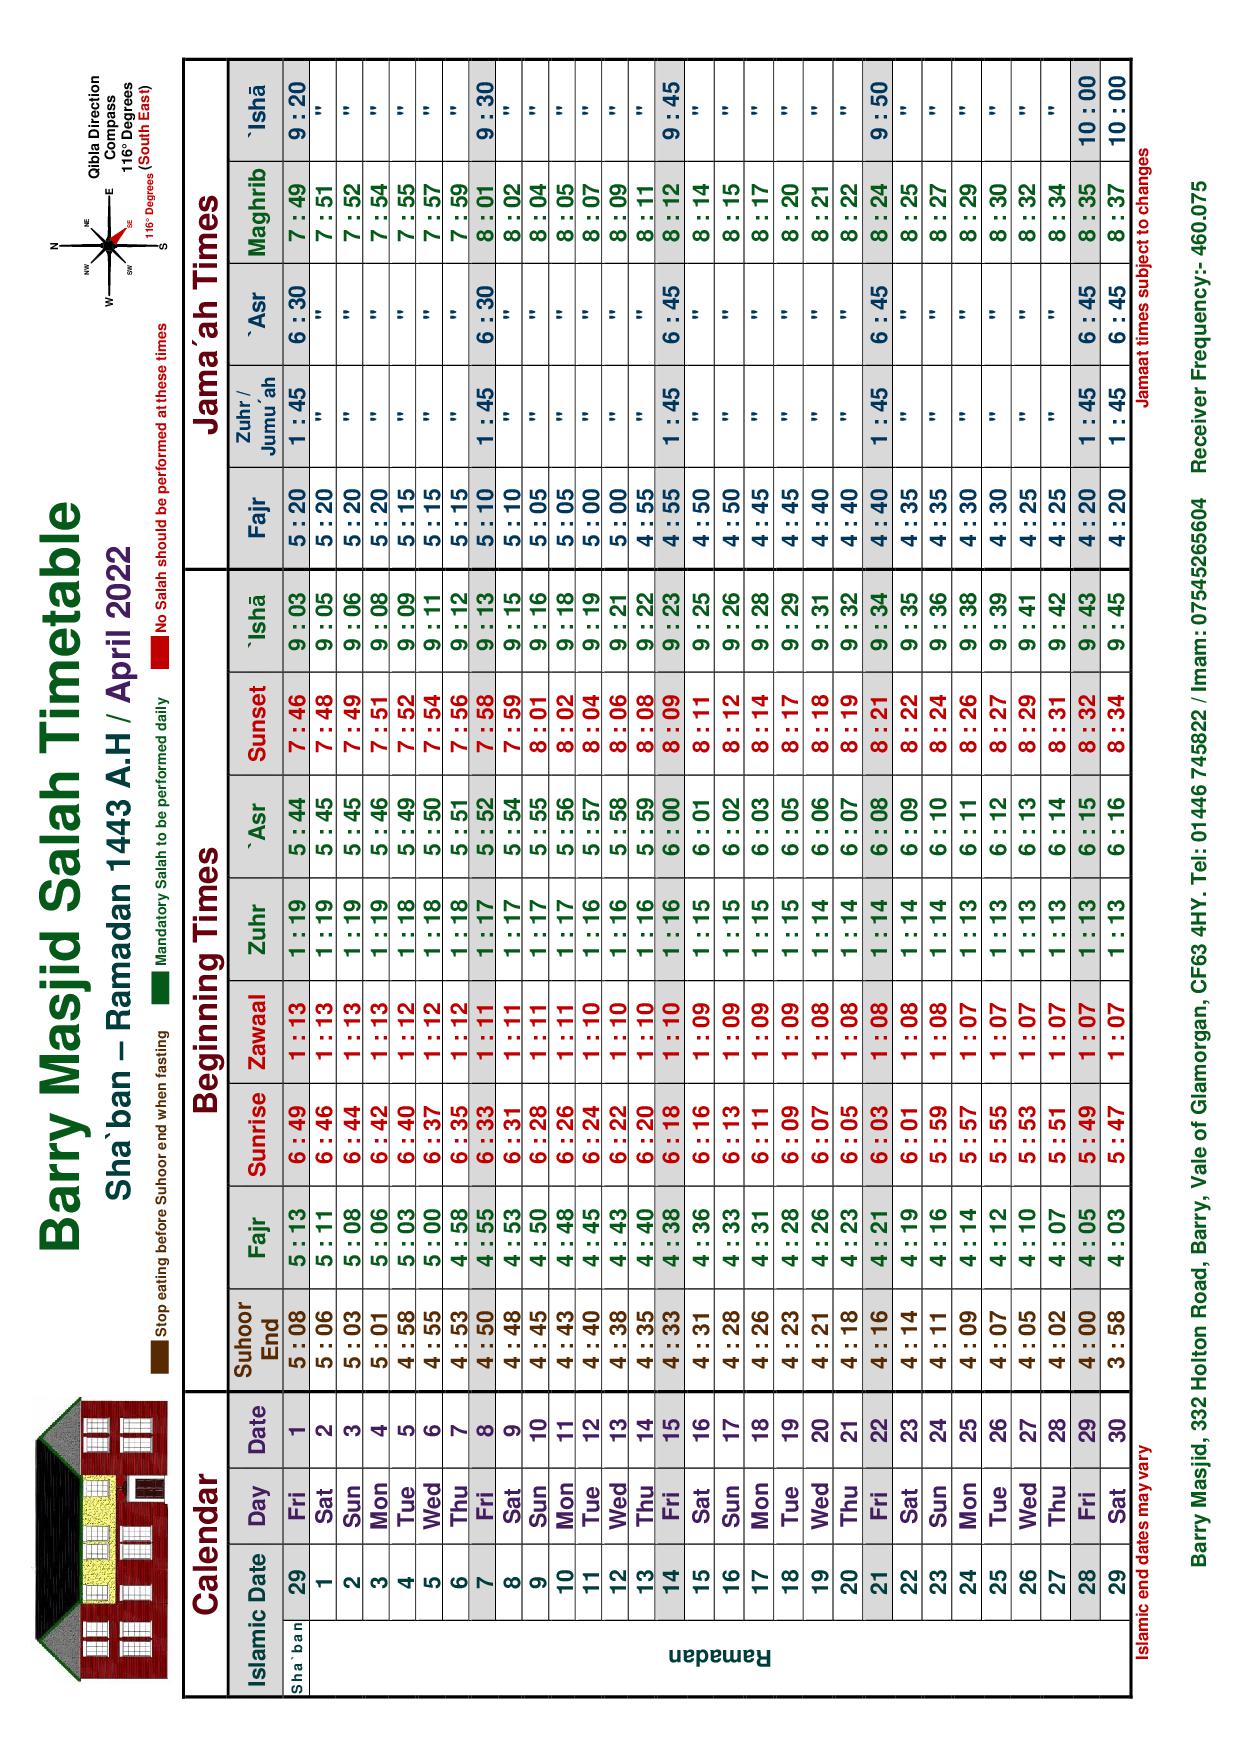 Barry Masjid Salah Timetable
Sha`ban – Ramadan 1443 A.H / April 2022
Stop eating before Suhoor end when fasting Mandatory Salah to be performed daily No Salah should be performed at these times
N
NW NE
W E
SW SE
S
116° Degrees
Qibla Direction
Compass
116° Degrees
(South East)
Calendar Beginning Times Jama´ah Times
Islamic Date Day Date Suhoor End Fajr Sunrise Zawaal Zuhr `Asr Sunset `Ishā Fajr Zuhr / Jumu´ah `Asr Maghrib `Ishā
Sha`ban 29 Fri 1 5 : 08 5 : 13 6 : 49 1 : 13 1 : 19 5 : 44 7 : 46 9 : 03 5 : 20 1 : 45 6 : 30 7 : 49 9 : 20
Ramadan
1 Sat 2 5 : 06 5 : 11 6 : 46 1 : 13 1 : 19 5 : 45 7 : 48 9 : 05 5 : 20 " " 7 : 51 "
2 Sun 3 5 : 03 5 : 08 6 : 44 1 : 13 1 : 19 5 : 45 7 : 49 9 : 06 5 : 20 " " 7 : 52 "
3 Mon 4 5 : 01 5 : 06 6 : 42 1 : 13 1 : 19 5 : 46 7 : 51 9 : 08 5 : 20 " " 7 : 54 "
4 Tue 5 4 : 58 5 : 03 6 : 40 1 : 12 1 : 18 5 : 49 7 : 52 9 : 09 5 : 15 " " 7 : 55 "
5 Wed 6 4 : 55 5 : 00 6 : 37 1 : 12 1 : 18 5 : 50 7 : 54 9 : 11 5 : 15 " " 7 : 57 "
6 Thu 7 4 : 53 4 : 58 6 : 35 1 : 12 1 : 18 5 : 51 7 : 56 9 : 12 5 : 15 " " 7 : 59 "
7 Fri 8 4 : 50 4 : 55 6 : 33 1 : 11 1 : 17 5 : 52 7 : 58 9 : 13 5 : 10 1 : 45 6 : 30 8 : 01 9 : 30
8 Sat 9 4 : 48 4 : 53 6 : 31 1 : 11 1 : 17 5 : 54 7 : 59 9 : 15 5 : 10 " " 8 : 02 "
9 Sun 10 4 : 45 4 : 50 6 : 28 1 : 11 1 : 17 5 : 55 8 : 01 9 : 16 5 : 05 " " 8 : 04 "
10 Mon 11 4 : 43 4 : 48 6 : 26 1 : 11 1 : 17 5 : 56 8 : 02 9 : 18 5 : 05 " " 8 : 05 "
11 Tue 12 4 : 40 4 : 45 6 : 24 1 : 10 1 : 16 5 : 57 8 : 04 9 : 19 5 : 00 " " 8 : 07 "
12 Wed 13 4 : 38 4 : 43 6 : 22 1 : 10 1 : 16 5 : 58 8 : 06 9 : 21 5 : 00 " " 8 : 09 "
13 Thu 14 4 : 35 4 : 40 6 : 20 1 : 10 1 : 16 5 : 59 8 : 08 9 : 22 4 : 55 " " 8 : 11 "
14 Fri 15 4 : 33 4 : 38 6 : 18 1 : 10 1 : 16 6 : 00 8 : 09 9 : 23 4 : 55 1 : 45 6 : 45 8 : 12 9 : 45
15 Sat 16 4 : 31 4 : 36 6 : 16 1 : 09 1 : 15 6 : 01 8 : 11 9 : 25 4 : 50 " " 8 : 14 "
16 Sun 17 4 : 28 4 : 33 6 : 13 1 : 09 1 : 15 6 : 02 8 : 12 9 : 26 4 : 50 " " 8 : 15 "
17 Mon 18 4 : 26 4 : 31 6 : 11 1 : 09 1 : 15 6 : 03 8 : 14 9 : 28 4 : 45 " " 8 : 17 "
18 Tue 19 4 : 23 4 : 28 6 : 09 1 : 09 1 : 15 6 : 05 8 : 17 9 : 29 4 : 45 " " 8 : 20 "
19 Wed 20 4 : 21 4 : 26 6 : 07 1 : 08 1 : 14 6 : 06 8 : 18 9 : 31 4 : 40 " " 8 : 21 "
20 Thu 21 4 : 18 4 : 23 6 : 05 1 : 08 1 : 14 6 : 07 8 : 19 9 : 32 4 : 40 " " 8 : 22 "
21 Fri 22 4 : 16 4 : 21 6 : 03 1 : 08 1 : 14 6 : 08 8 : 21 9 : 34 4 : 40 1 : 45 6 : 45 8 : 24 9 : 50
22 Sat 23 4 : 14 4 : 19 6 : 01 1 : 08 1 : 14 6 : 09 8 : 22 9 : 35 4 : 35 " " 8 : 25 "
23 Sun 24 4 : 11 4 : 16 5 : 59 1 : 08 1 : 14 6 : 10 8 : 24 9 : 36 4 : 35 " " 8 : 27 "
24 Mon 25 4 : 09 4 : 14 5 : 57 1 : 07 1 : 13 6 : 11 8 : 26 9 : 38 4 : 30 " " 8 : 29 "
25 Tue 26 4 : 07 4 : 12 5 : 55 1 : 07 1 : 13 6 : 12 8 : 27 9 : 39 4 : 30 " " 8 : 30 "
26 Wed 27 4 : 05 4 : 10 5 : 53 1 : 07 1 : 13 6 : 13 8 : 29 9 : 41 4 : 25 " " 8 : 32 "
27 Thu 28 4 : 02 4 : 07 5 : 51 1 : 07 1 : 13 6 : 14 8 : 31 9 : 42 4 : 25 " " 8 : 34 "
28 Fri 29 4 : 00 4 : 05 5 : 49 1 : 07 1 : 13 6 : 15 8 : 32 9 : 43 4 : 20 1 : 45 6 : 45 8 : 35 10 : 00
29 Sat 30 3 : 58 4 : 03 5 : 47 1 : 07 1 : 13 6 : 16 8 : 34 9 : 45 4 : 20 1 : 45 6 : 45 8 : 37 10 : 00
Islamic end dates may vary Jamaat times subject to changes
Barry Masjid, 332 Holton Road, Barry, Vale of Glamorgan, CF63 4HY. Tel: 01446 745822 / Imam: 07545265604 Receiver Frequency:- 460.075